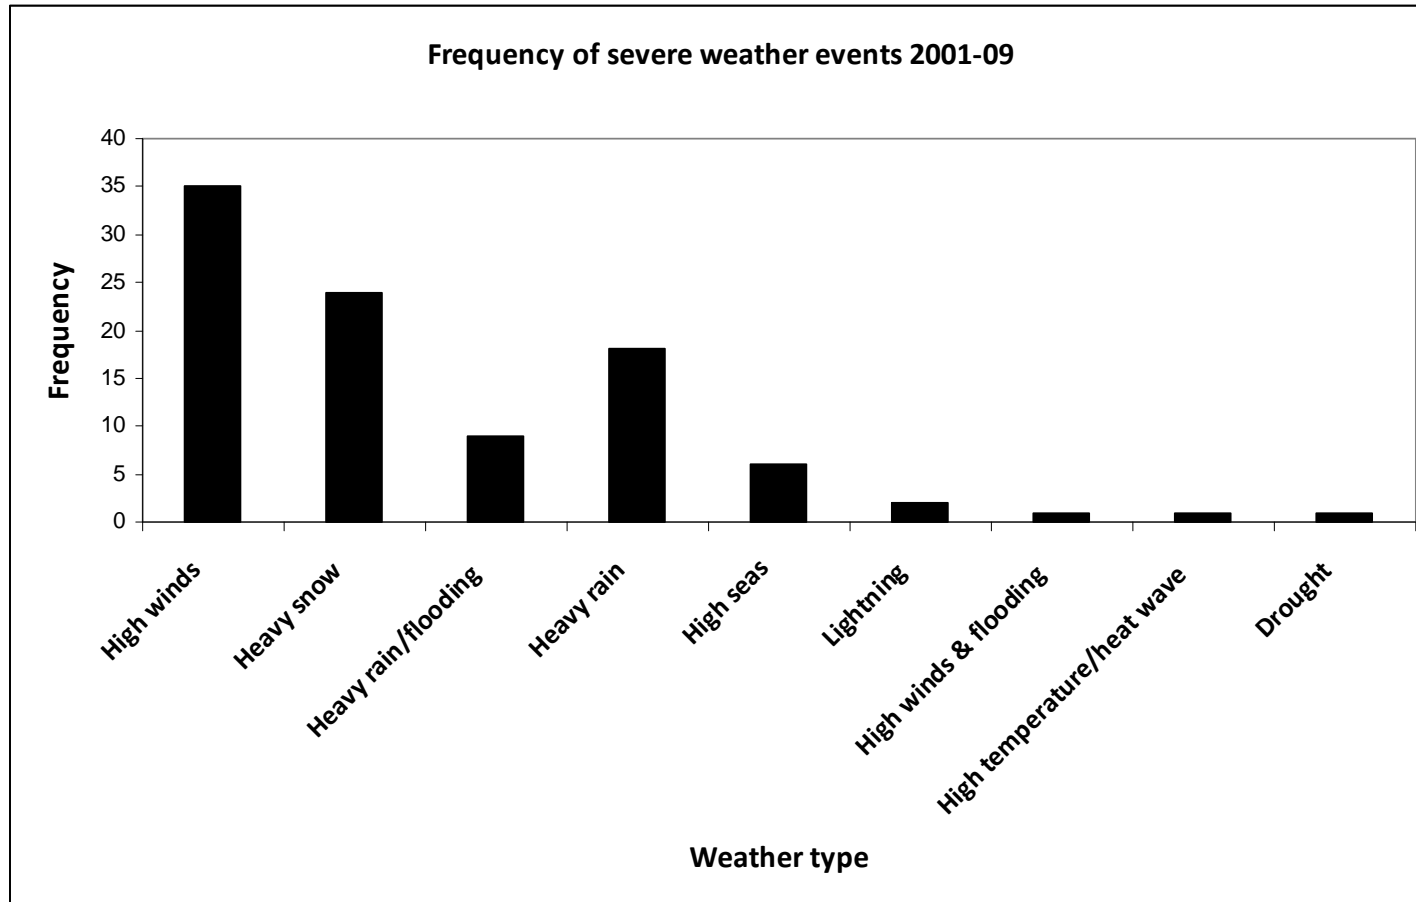 Frequency of severe weather events 2001-09
Frequency
40
35
30
25
20
15
10
5
0
High winds
Heavy snow
Heavy rain/flooding
Heavy rain
High seas
Lightning
High winds & flooding
High temperature/heat wave
Drought
Weather type